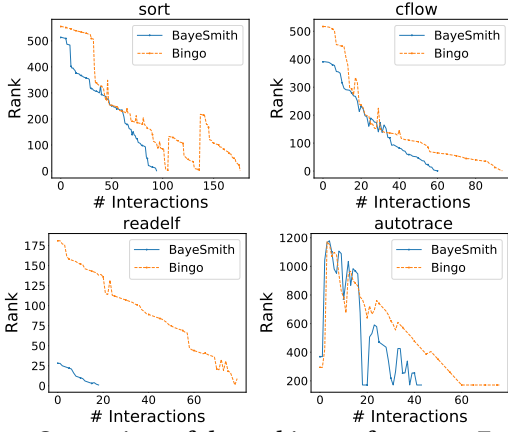 sort
BayeSmith
Bingo
500
400
300
200
100
0
Rank
0 50 100 150
# Interactions
cflow
BayeSmith
Bingo
500
400
300
200
100
0
Rank
0 20 40 60 80
# Interactions
readelf
BayeSmith
Bingo
175
150
125
100
75
50
25
0
Rank
0 20 40 60 80
# Interactions
autotrace
BayeSmith
Bingo
1200
1000
800
600
400
200
Rank
0 20 40 60
# Interactions